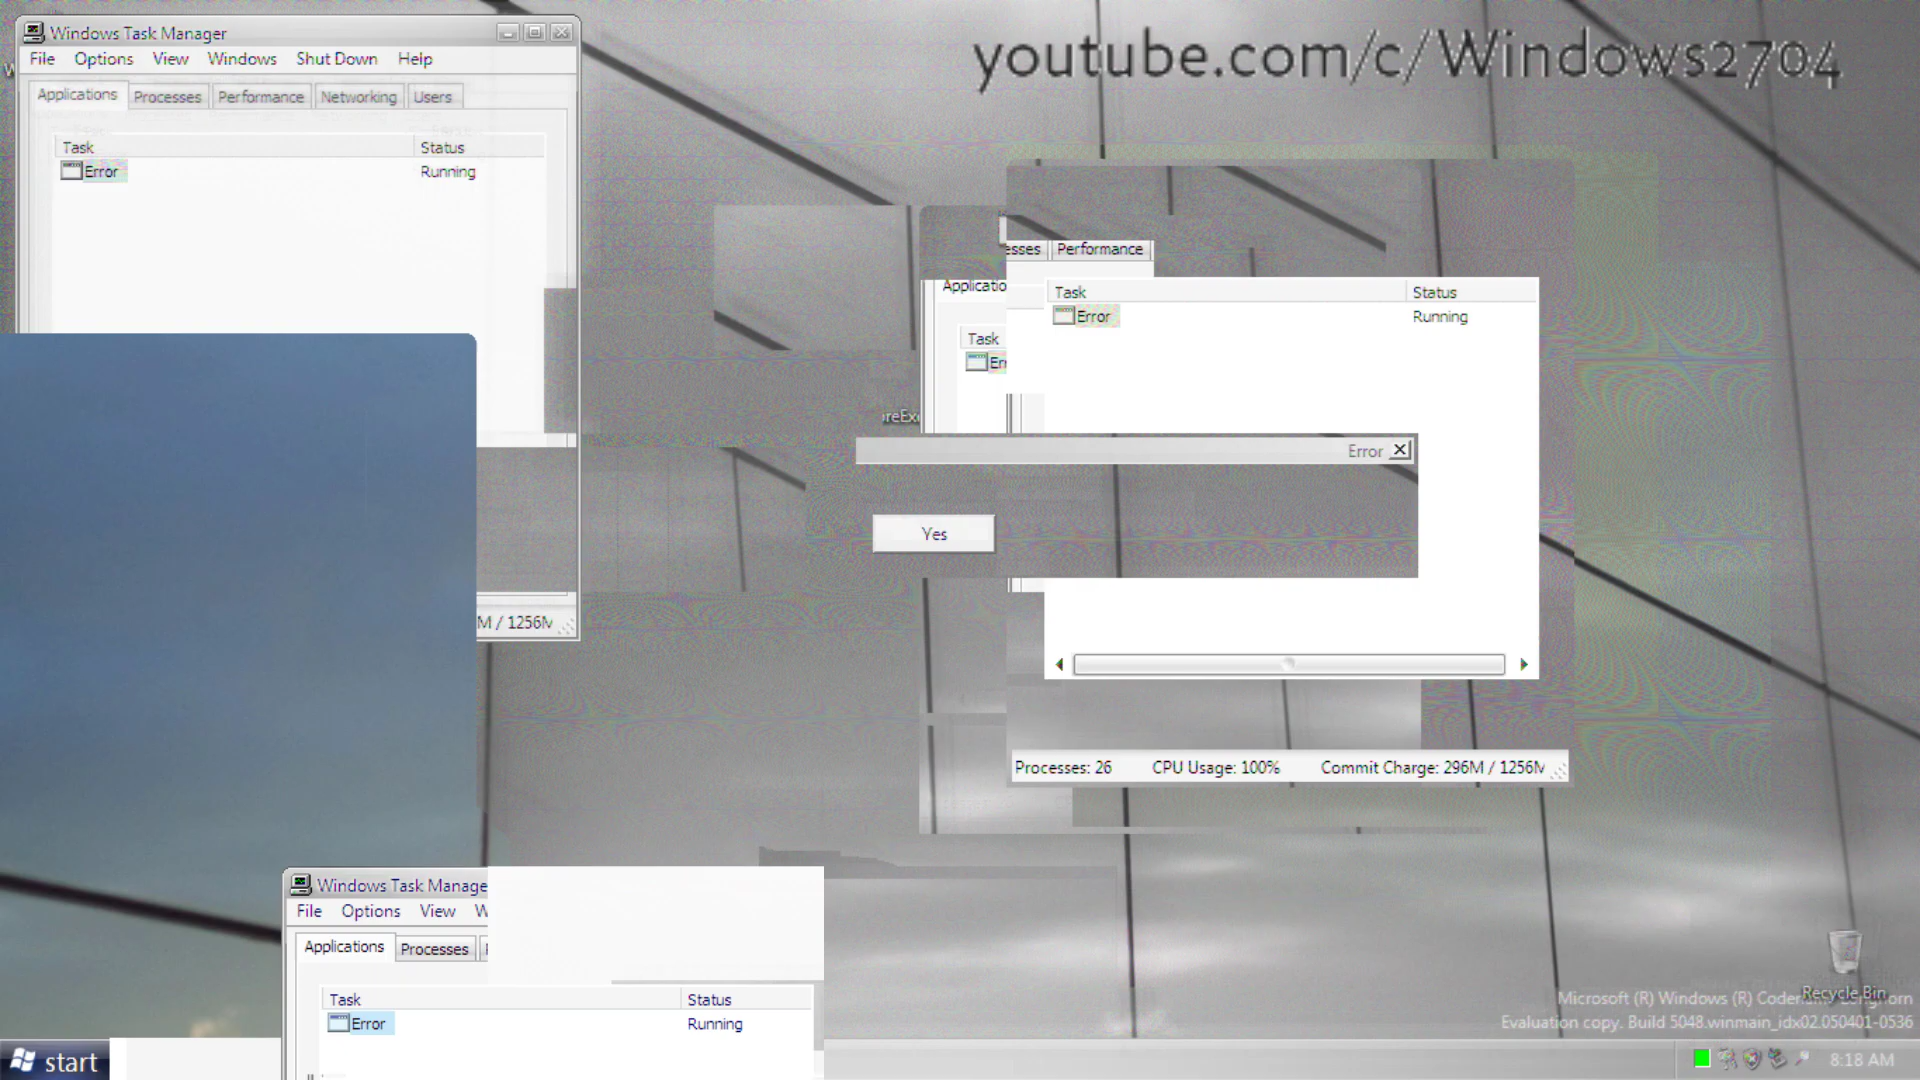 Windows Task Manager
File Options View Windows Shut Down Help
Applications Processes Performance Networking Users
Task Status
Error Running
M / 1256M
youtube.com/c/Windows2704
esses Performance
Applicatio
Task Status
Error Running
Task
Err
reExe
Error
Yes
Processes: 26 CPU Usage: 100% Commit Charge: 296M / 1256M
Windows Task Manage
File Options View W
Applications Processes
Task Status
Error Running
Recycle Bin
Microsoft (R) Windows (R)
Evaluation copy. Build 5048.winmain_idx02.050401-0536
start
8:18 AM